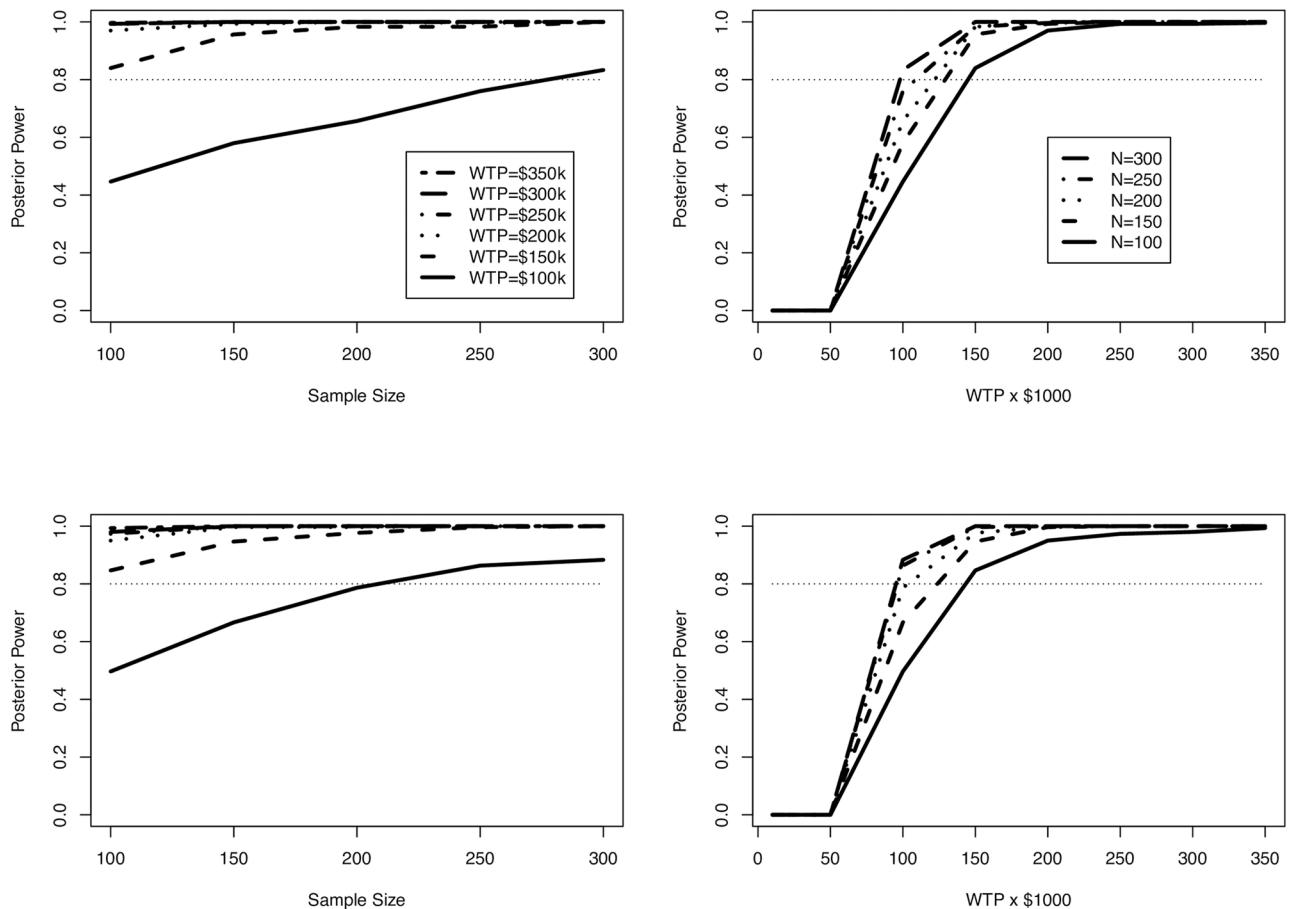 1.0
0.8
0.6
0.4
0.2
0.0
Posterior Power
WTP=$350k
WTP=$300k
WTP=$250k
WTP=$200k
WTP=$150k
WTP=$100k
100 150 200 250 300
Sample Size
1.0
0.8
0.6
0.4
0.2
0.0
Posterior Power
N=300
N=250
N=200
N=150
N=100
0 50 100 150 200 250 300 350
WTP x $1000
1.0
0.8
0.6
0.4
0.2
0.0
Posterior Power
100 150 200 250 300
Sample Size
1.0
0.8
0.6
0.4
0.2
0.0
Posterior Power
0 50 100 150 200 250 300 350
WTP x $1000